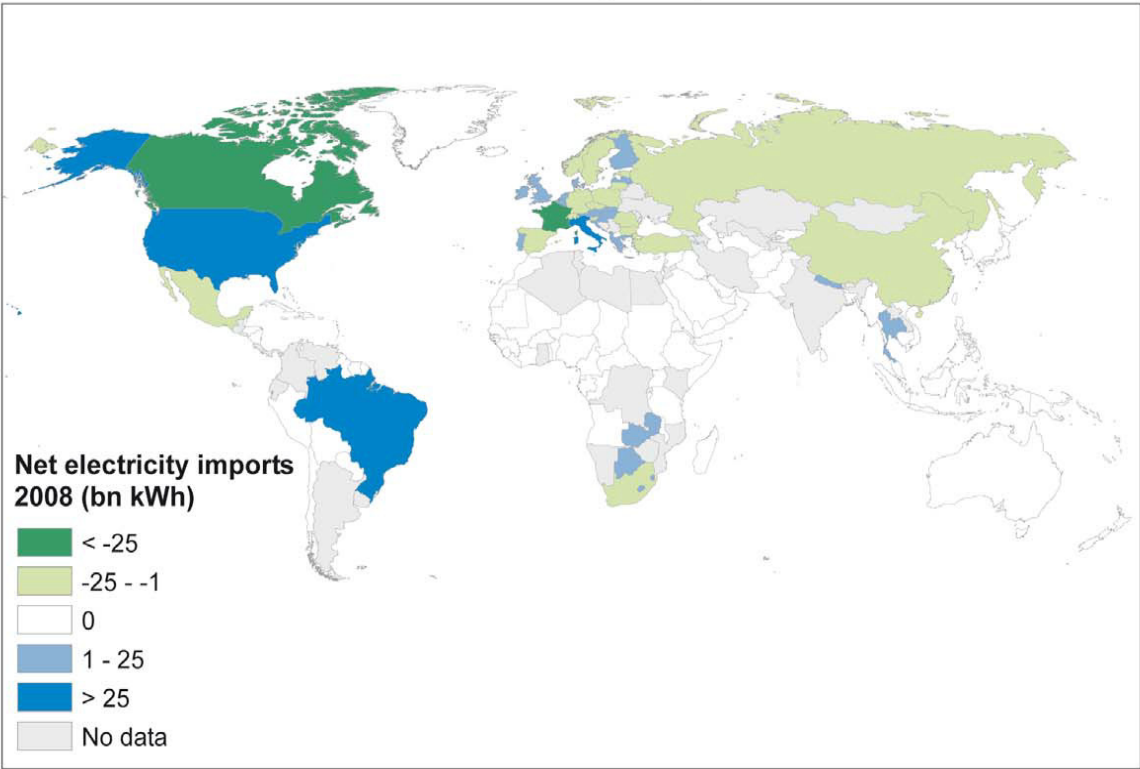 Net electricity imports
2008 (bn kWh)
< -25
-25 - -1
0
1 - 25
> 25
No data